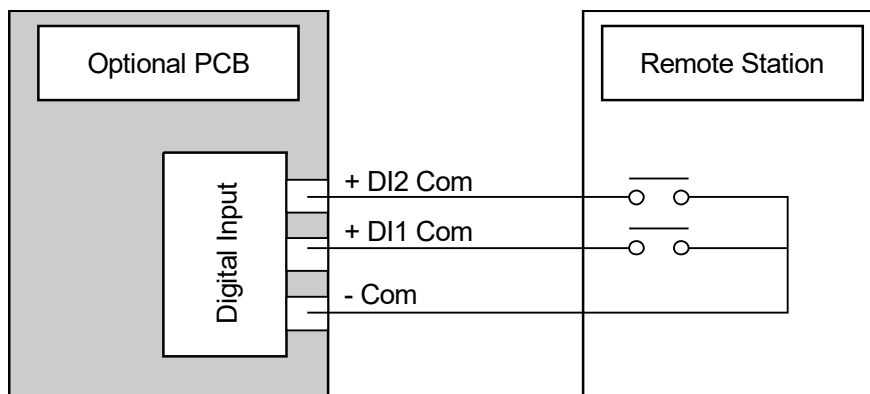 Optional PCB
Remote Station
+ DI2 Com
+ DI1 Com
- Com
Digital Input